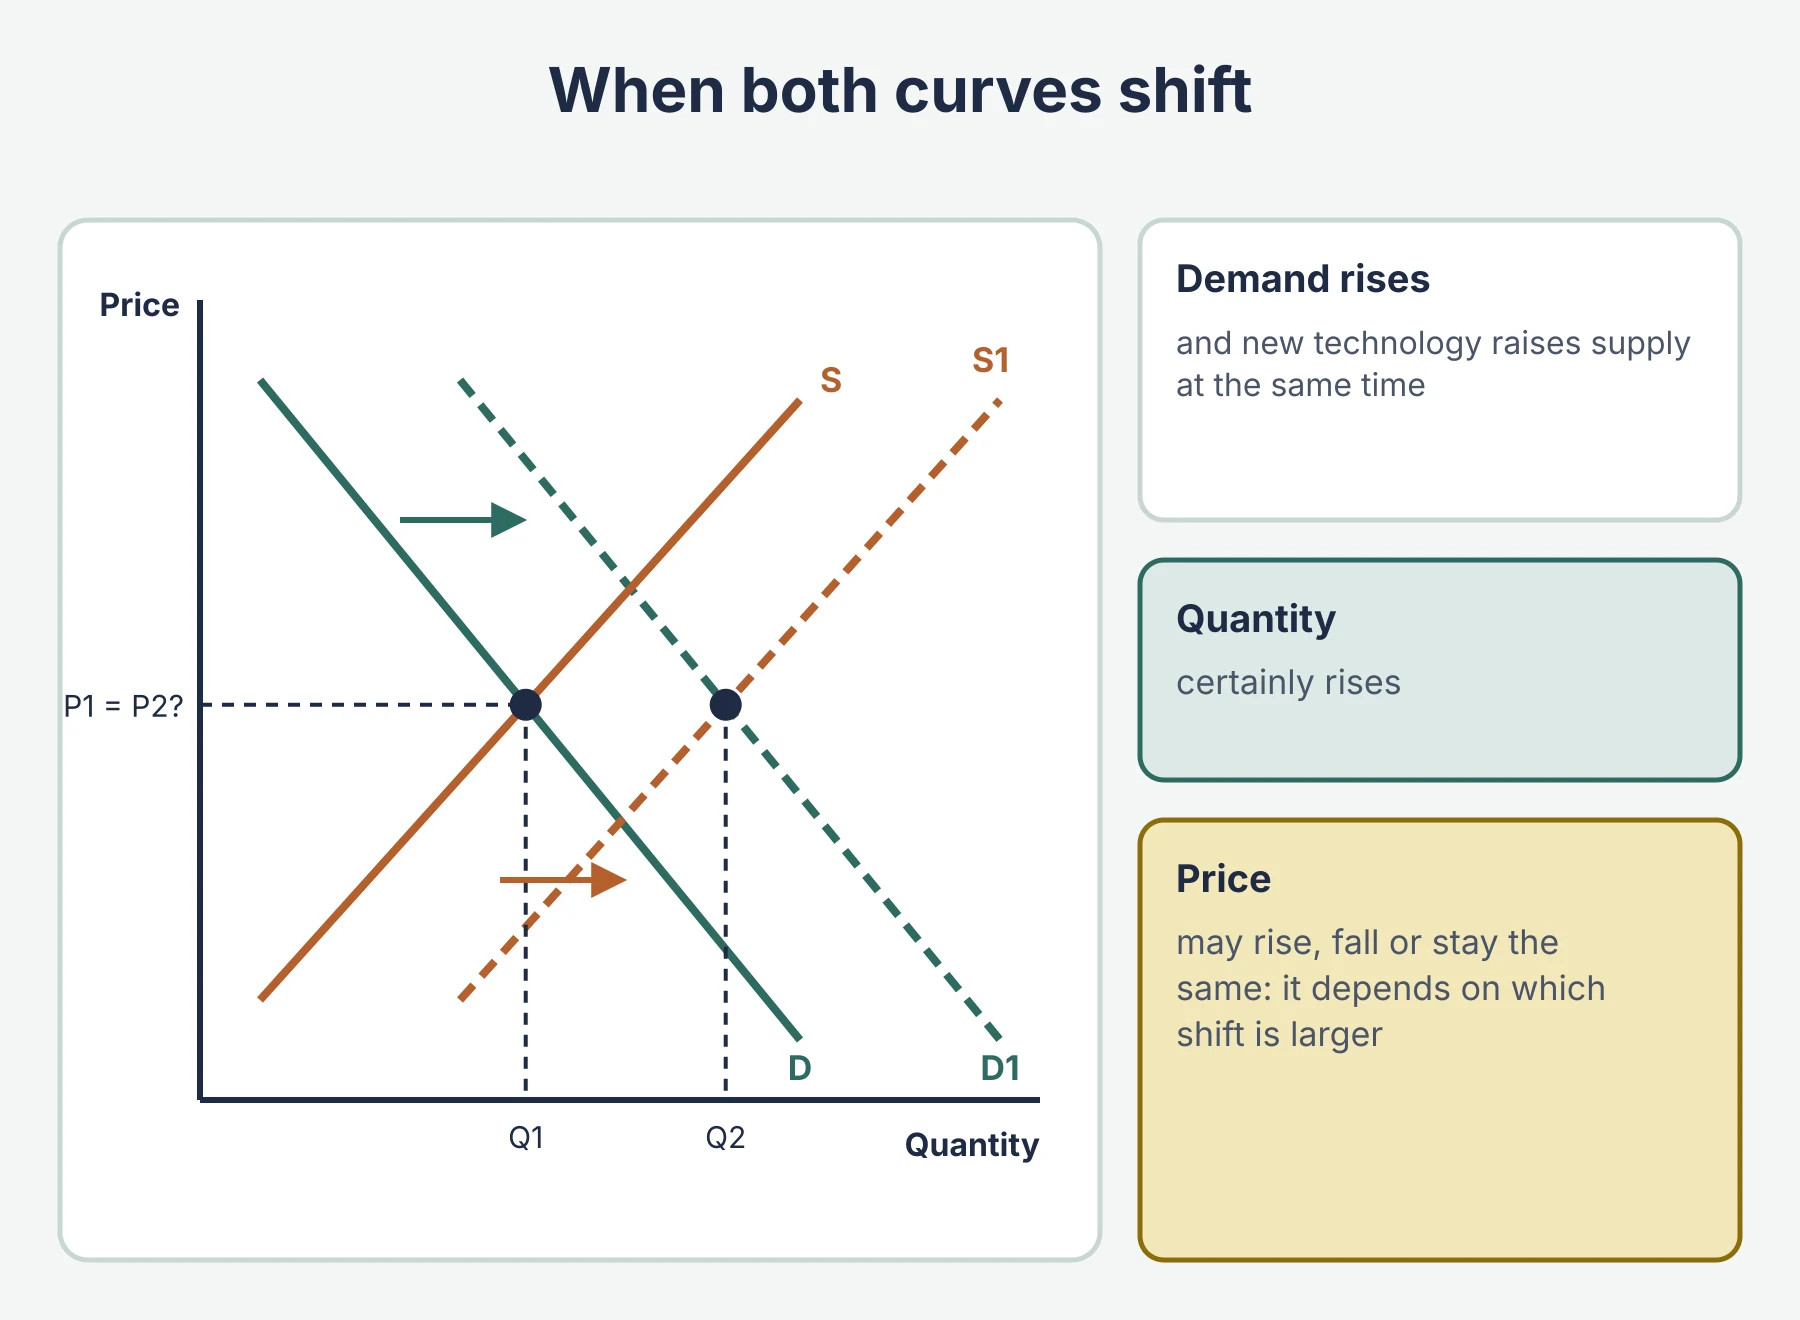 When both curves shift
Price
S
S1
P1 = P2?
D
D1
Q1
Q2
Quantity
Demand rises
and new technology raises supply
at the same time
Quantity
certainly rises
Price
may rise, fall or stay the
same: it depends on which
shift is larger